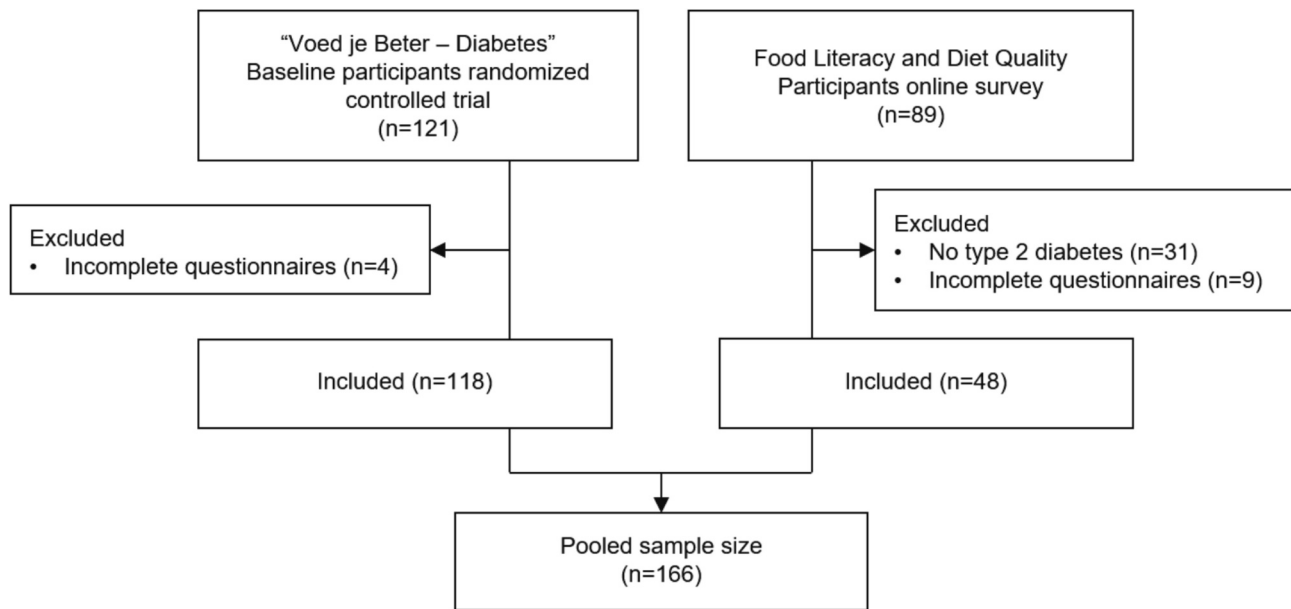 “Voed je Beter – Diabetes”
Baseline participants randomized
controlled trial
(n=121)
Food Literacy and Diet Quality
Participants online survey
(n=89)
Excluded
• Incomplete questionnaires (n=4)
Excluded
• No type 2 diabetes (n=31)
• Incomplete questionnaires (n=9)
Included (n=118)
Included (n=48)
Pooled sample size
(n=166)